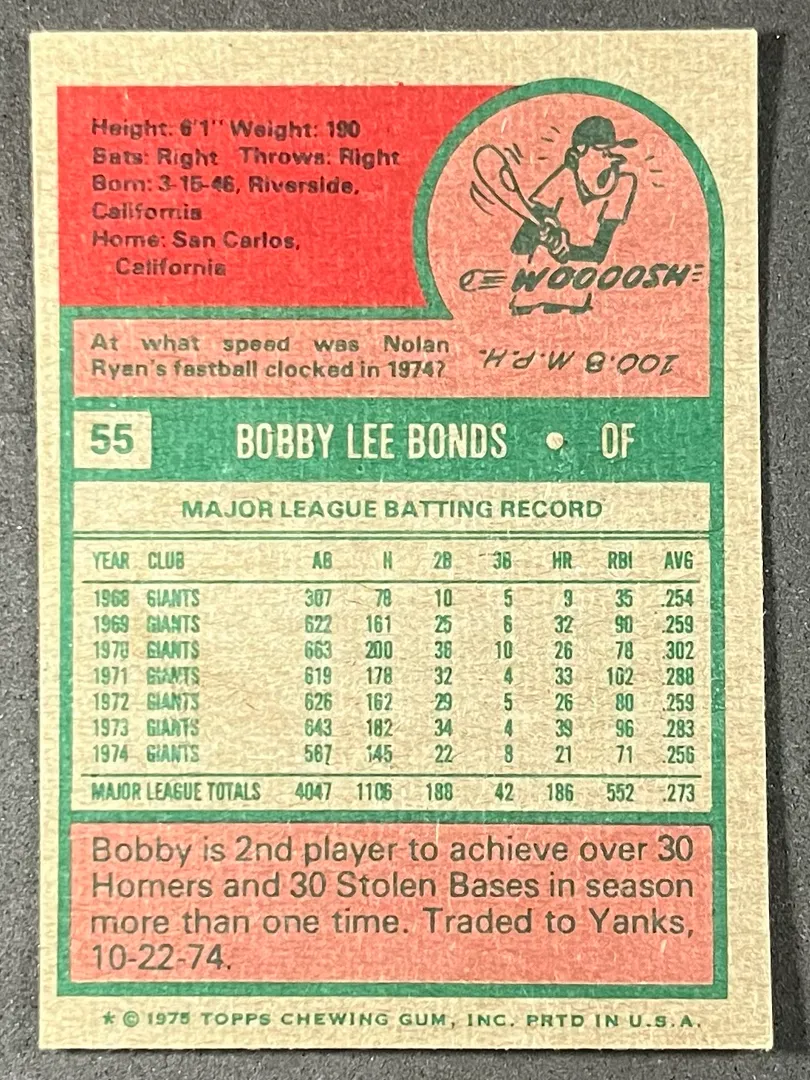 Height: 6'1" Weight: 190
Bats: Right Throws: Right
Born: 3-15-46, Riverside,
California
Home: San Carlos,
California
WOOOOSH
At what speed was Nolan
Ryan's fastball clocked in 1974?
100.8 M.P.H.
55 BOBBY LEE BONDS • OF
MAJOR LEAGUE BATTING RECORD
YEAR CLUB AB H 2B 3B HR RBI AVG
1968 GIANTS 307 78 10 5 9 35 .254
1969 GIANTS 622 161 25 6 32 90 .259
1970 GIANTS 663 200 36 10 26 78 .302
1971 GIANTS 619 178 32 4 33 102 .288
1972 GIANTS 626 162 29 5 26 80 .259
1973 GIANTS 643 182 34 4 39 96 .283
1974 GIANTS 567 145 22 8 21 71 .256
MAJOR LEAGUE TOTALS 4047 1106 188 42 186 552 .273
Bobby is 2nd player to achieve over 30
Homers and 30 Stolen Bases in season
more than one time. Traded to Yanks,
10-22-74.
* © 1975 TOPPS CHEWING GUM, INC. PRTD IN U.S.A.